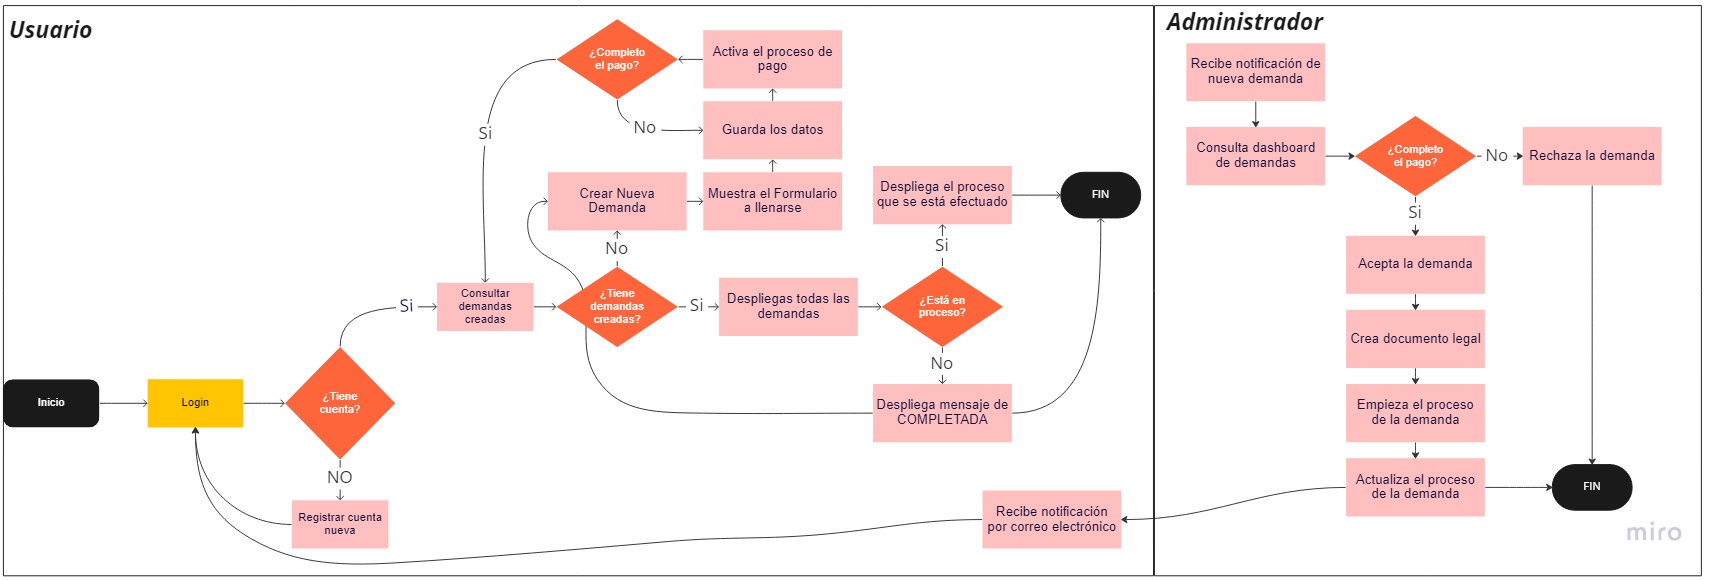 Usuario
Administrador
¿Completo
el pago?
Activa el proceso de
pago
Si
No
Guarda los datos
Crear Nueva
Demanda
Muestra el Formulario
a llenarse
Despliega el proceso
que se está efectuado
FIN
No
Si
Consultar
demandas
creadas
¿Tiene
demandas
creadas?
Si
Despliegas todas las
demandas
¿Está en
proceso?
Si
No
Inicio
Login
¿Tiene
cuenta?
Despliega mensaje de
COMPLETADA
NO
Registrar cuenta
nueva
Recibe notificación
por correo electrónico
Recibe notificación de
nueva demanda
Consulta dashboard
de demandas
¿Completo
el pago?
No
Rechaza la demanda
Si
Acepta la demanda
Crea documento legal
Empieza el proceso
de la demanda
Actualiza el proceso
de la demanda
FIN
miro